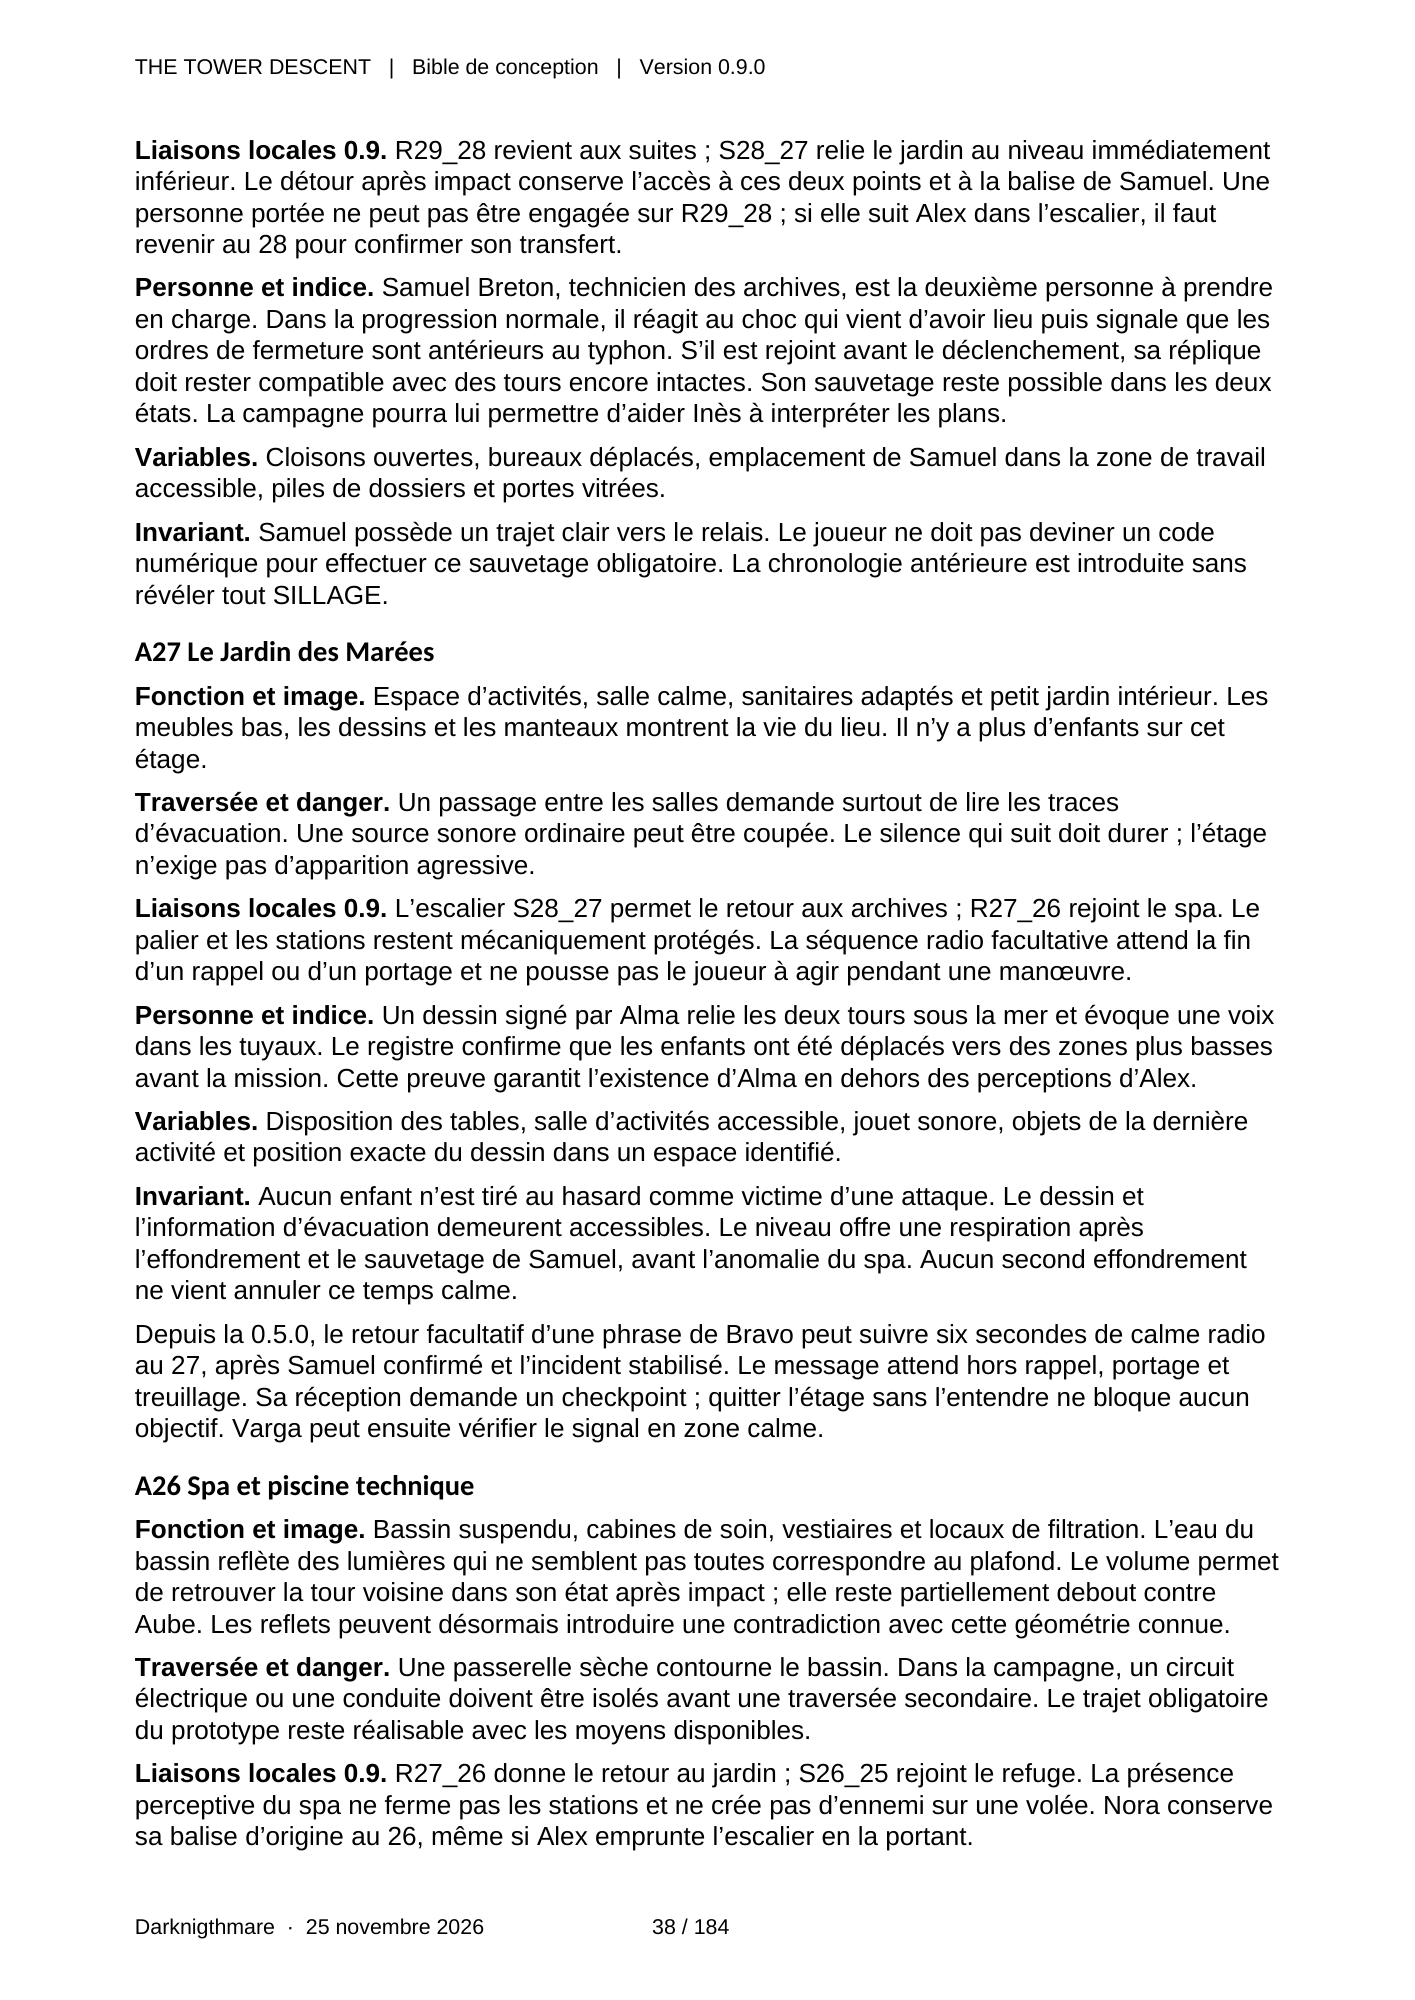 THE TOWER DESCENT | Bible de conception | Version 0.9.0
Liaisons locales 0.9. R29_28 revient aux suites ; S28_27 relie le jardin au niveau immédiatement
inférieur. Le détour après impact conserve l’accès à ces deux points et à la balise de Samuel. Une
personne portée ne peut pas être engagée sur R29_28 ; si elle suit Alex dans l’escalier, il faut
revenir au 28 pour confirmer son transfert.
Personne et indice. Samuel Breton, technicien des archives, est la deuxième personne à prendre
en charge. Dans la progression normale, il réagit au choc qui vient d’avoir lieu puis signale que les
ordres de fermeture sont antérieurs au typhon. S’il est rejoint avant le déclenchement, sa réplique
doit rester compatible avec des tours encore intactes. Son sauvetage reste possible dans les deux
états. La campagne pourra lui permettre d’aider Inès à interpréter les plans.
Variables. Cloisons ouvertes, bureaux déplacés, emplacement de Samuel dans la zone de travail
accessible, piles de dossiers et portes vitrées.
Invariant. Samuel possède un trajet clair vers le relais. Le joueur ne doit pas deviner un code
numérique pour effectuer ce sauvetage obligatoire. La chronologie antérieure est introduite sans
révéler tout SILLAGE.
A27 Le Jardin des Marées
Fonction et image. Espace d’activités, salle calme, sanitaires adaptés et petit jardin intérieur. Les
meubles bas, les dessins et les manteaux montrent la vie du lieu. Il n’y a plus d’enfants sur cet
étage.
Traversée et danger. Un passage entre les salles demande surtout de lire les traces
d’évacuation. Une source sonore ordinaire peut être coupée. Le silence qui suit doit durer ; l’étage
n’exige pas d’apparition agressive.
Liaisons locales 0.9. L’escalier S28_27 permet le retour aux archives ; R27_26 rejoint le spa. Le
palier et les stations restent mécaniquement protégés. La séquence radio facultative attend la fin
d’un rappel ou d’un portage et ne pousse pas le joueur à agir pendant une manœuvre.
Personne et indice. Un dessin signé par Alma relie les deux tours sous la mer et évoque une voix
dans les tuyaux. Le registre confirme que les enfants ont été déplacés vers des zones plus basses
avant la mission. Cette preuve garantit l’existence d’Alma en dehors des perceptions d’Alex.
Variables. Disposition des tables, salle d’activités accessible, jouet sonore, objets de la dernière
activité et position exacte du dessin dans un espace identifié.
Invariant. Aucun enfant n’est tiré au hasard comme victime d’une attaque. Le dessin et
l’information d’évacuation demeurent accessibles. Le niveau offre une respiration après
l’effondrement et le sauvetage de Samuel, avant l’anomalie du spa. Aucun second effondrement
ne vient annuler ce temps calme.
Depuis la 0.5.0, le retour facultatif d’une phrase de Bravo peut suivre six secondes de calme radio
au 27, après Samuel confirmé et l’incident stabilisé. Le message attend hors rappel, portage et
treuillage. Sa réception demande un checkpoint ; quitter l’étage sans l’entendre ne bloque aucun
objectif. Varga peut ensuite vérifier le signal en zone calme.
A26 Spa et piscine technique
Fonction et image. Bassin suspendu, cabines de soin, vestiaires et locaux de filtration. L’eau du
bassin reflète des lumières qui ne semblent pas toutes correspondre au plafond. Le volume permet
de retrouver la tour voisine dans son état après impact ; elle reste partiellement debout contre
Aube. Les reflets peuvent désormais introduire une contradiction avec cette géométrie connue.
Traversée et danger. Une passerelle sèche contourne le bassin. Dans la campagne, un circuit
électrique ou une conduite doivent être isolés avant une traversée secondaire. Le trajet obligatoire
du prototype reste réalisable avec les moyens disponibles.
Liaisons locales 0.9. R27_26 donne le retour au jardin ; S26_25 rejoint le refuge. La présence
perceptive du spa ne ferme pas les stations et ne crée pas d’ennemi sur une volée. Nora conserve
sa balise d’origine au 26, même si Alex emprunte l’escalier en la portant.
Darknigthmare · 25 novembre 2026 38 / 184